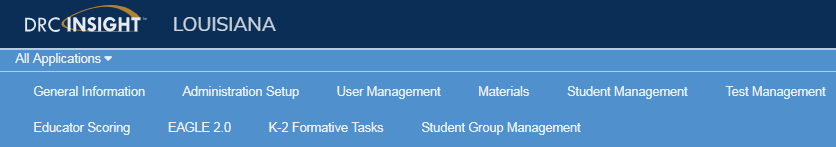 DRC INSIGHT™ LOUISIANA
All Applications
General Information Administration Setup User Management Materials Student Management Test Management
Educator Scoring EAGLE 2.0 K-2 Formative Tasks Student Group Management